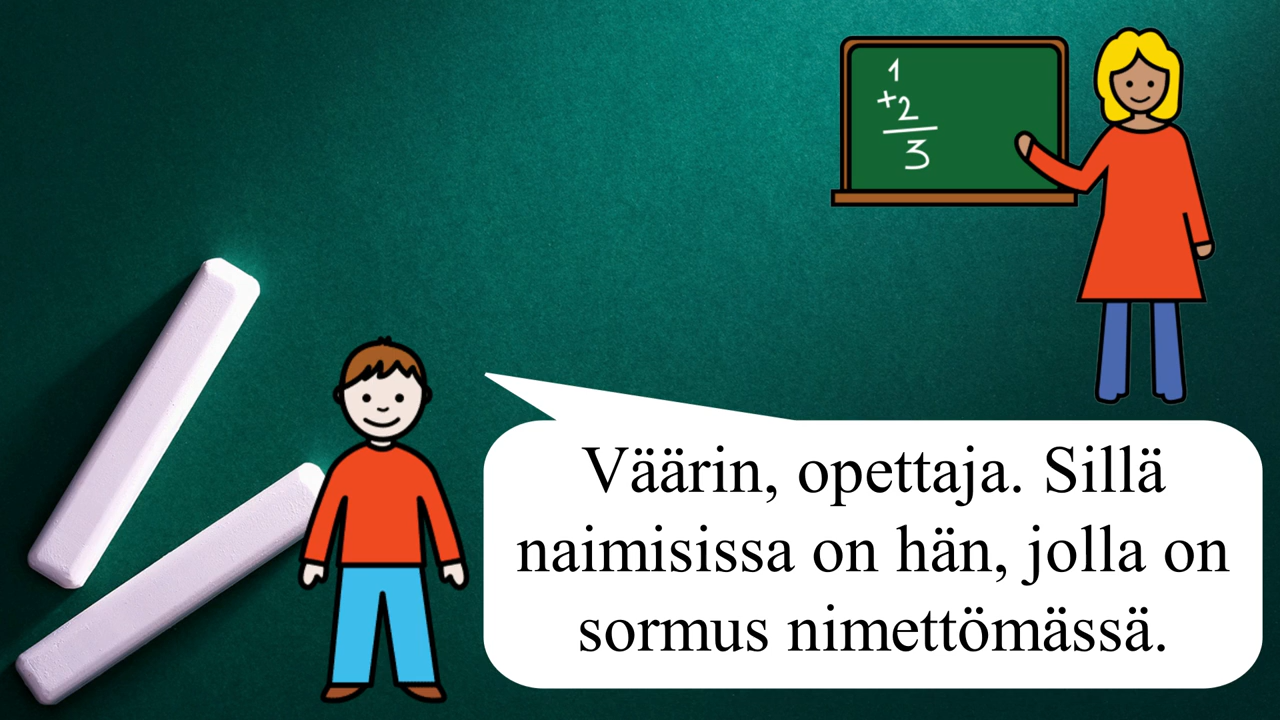 1
+2
3
Väärin, opettaja. Sillä
naimisissa on hän, jolla on
sormus nimettömässä.